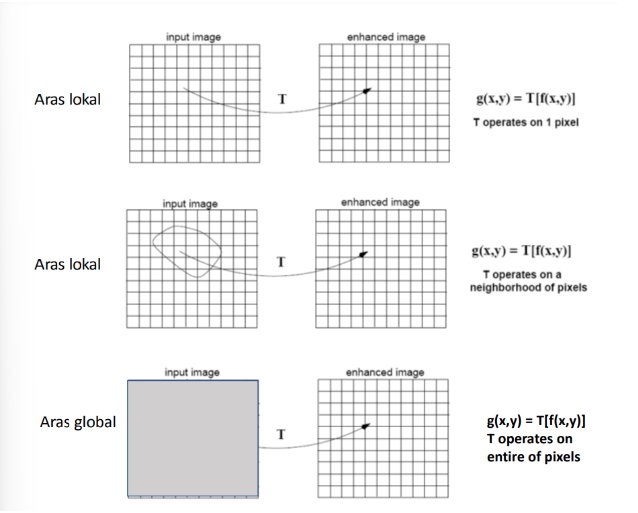 input image
enhanced image
Aras lokal
T
g(x,y) = T[f(x,y)]
T operates on 1 pixel
input image
enhanced image
Aras lokal
T
g(x,y) = T[f(x,y)]
T operates on a
neighborhood of pixels
input image
enhanced image
Aras global
T
g(x,y) = T[f(x,y)]
T operates on
entire of pixels